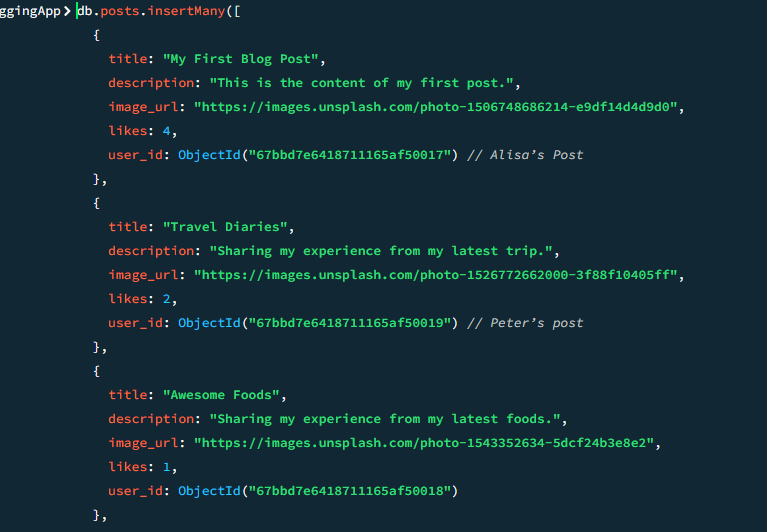 ggingApp> db.posts.insertMany([
{
title: "My First Blog Post",
description: "This is the content of my first post.",
image_url: "https://images.unsplash.com/photo-1506748686214-e9df14d4d9d0",
likes: 4,
user_id: ObjectId("67bbd7e6418711165af50017") // Alisa’s Post
},
{
title: "Travel Diaries",
description: "Sharing my experience from my latest trip.",
image_url: "https://images.unsplash.com/photo-1526772662000-3f88f10405ff",
likes: 2,
user_id: ObjectId("67bbd7e6418711165af50019") // Peter’s post
},
{
title: "Awesome Foods",
description: "Sharing my experience from my latest foods.",
image_url: "https://images.unsplash.com/photo-1543352634-5dcf24b3e8e2",
likes: 1,
user_id: ObjectId("67bbd7e6418711165af50018")
},